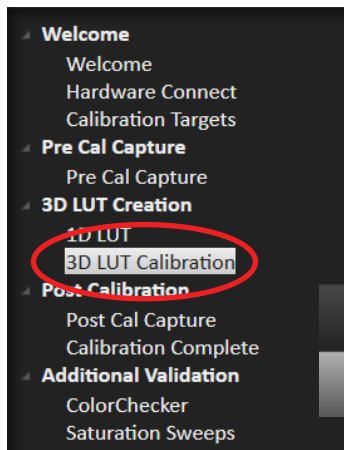 Welcome
Welcome
Hardware Connect
Calibration Targets
Pre Cal Capture
Pre Cal Capture
3D LUT Creation
1D LUT
3D LUT Calibration
Post Calibration
Post Cal Capture
Calibration Complete
Additional Validation
ColorChecker
Saturation Sweeps